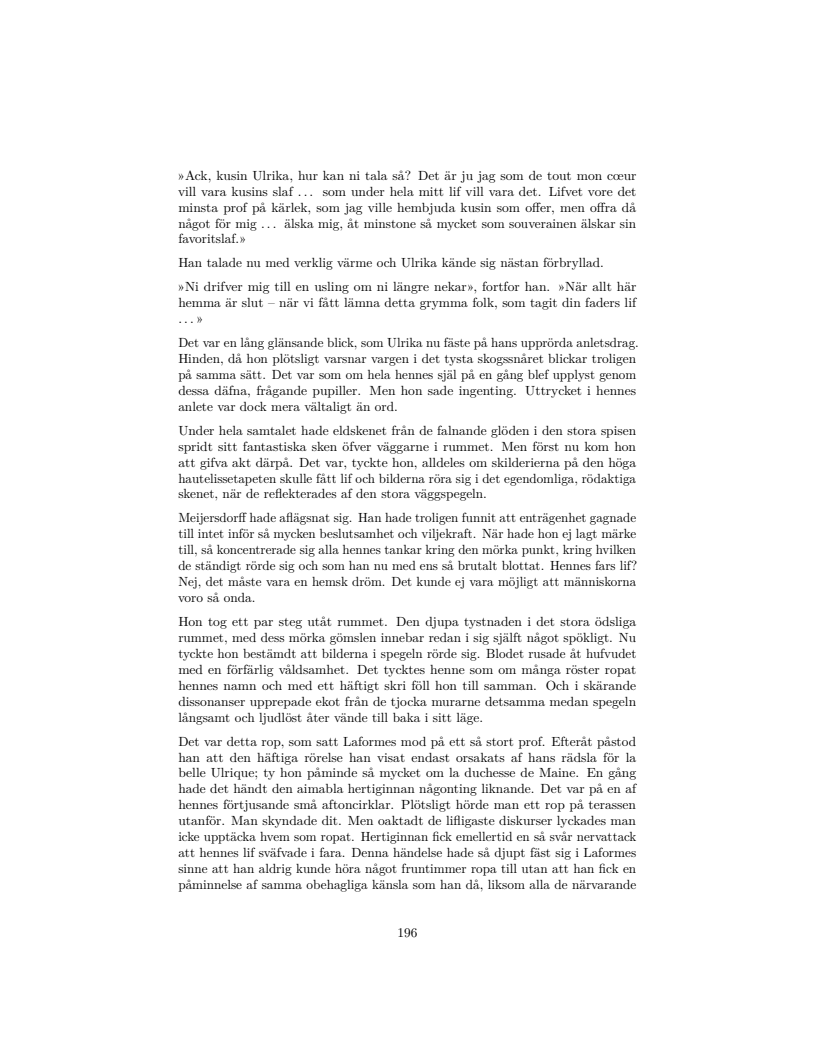 »Ack, kusin Ulrika, hur kan ni tala så? Det är ju jag som de tout mon cœur
vill vara kusins slaf ... som under hela mitt lif vill vara det. Lifvet vore det
minsta prof på kärlek, som jag ville hembjuda kusin som offer, men offra då
något för mig ... älska mig, åt minstone så mycket som souverainen älskar sin
favoritslaf.»
Han talade nu med verklig värme och Ulrika kände sig nästan förbryllad.
»Ni drifver mig till en usling om ni längre nekar», fortfor han. »När allt här
hemma är slut – när vi fått lämna detta grymma folk, som tagit din faders lif
... »
Det var en lång glänsande blick, som Ulrika nu fäste på hans upprörda anletsdrag.
Hinden, då hon plötsligt varsnar vargen i det tysta skogssnåret blickar troligen
på samma sätt. Det var som om hela hennes själ på en gång blef upplyst genom
dessa däfna, frågande pupiller. Men hon sade ingenting. Uttrycket i hennes
anlete var dock mera vältaligt än ord.
Under hela samtalet hade eldskenet från de falnande glöden i den stora spisen
spridt sitt fantastiska sken öfver väggarne i rummet. Men först nu kom hon
att gifva akt därpå. Det var, tyckte hon, alldeles om skilderierna på den höga
hautelissetapeten skulle fått lif och bilderna röra sig i det egendomliga, rödaktiga
skenet, när de reflekterades af den stora väggspegeln.
Meijersdorff hade aflägsnat sig. Han hade troligen funnit att enträgenhet gagnade
till intet inför så mycken beslutsamhet och viljekraft. När hade hon ej lagt märke
till, så koncentrerade sig alla hennes tankar kring den mörka punkt, kring hvilken
de ständigt rörde sig och som han nu med ens så brutalt blottat. Hennes fars lif?
Nej, det måste vara en hemsk dröm. Det kunde ej vara möjligt att människorna
voro så onda.
Hon tog ett par steg utåt rummet. Den djupa tystnaden i det stora ödsliga
rummet, med dess mörka gömslen innebar redan i sig själft något spökligt. Nu
tyckte hon bestämdt att bilderna i spegeln rörde sig. Blodet rusade åt hufvudet
med en förfärlig våldsamhet. Det tycktes henne som om många röster ropat
hennes namn och med ett häftigt skri föll hon till samman. Och i skärande
dissonanser upprepade ekot från de tjocka murarne detsamma medan spegeln
långsamt och ljudlöst åter vände till baka i sitt läge.
Det var detta rop, som satt Laformes mod på ett så stort prof. Efteråt påstod
han att den häftiga rörelse han visat endast orsakats af hans rädsla för la
belle Ulrique; ty hon påminde så mycket om la duchesse de Maine. En gång
hade det händt den aimabla hertiginnan någonting liknande. Det var på en af
hennes förtjusande små aftoncirklar. Plötsligt hörde man ett rop på terassen
utanför. Man skyndade dit. Men oaktadt de lifligaste diskurser lyckades man
icke upptäcka hvem som ropat. Hertiginnan fick emellertid en så svår nervattack
att hennes lif sväfvade i fara. Denna händelse hade så djupt fäst sig i Laformes
sinne att han aldrig kunde höra något fruntimmer ropa till utan att han fick en
påminnelse af samma obehagliga känsla som han då, liksom alla de närvarande
196